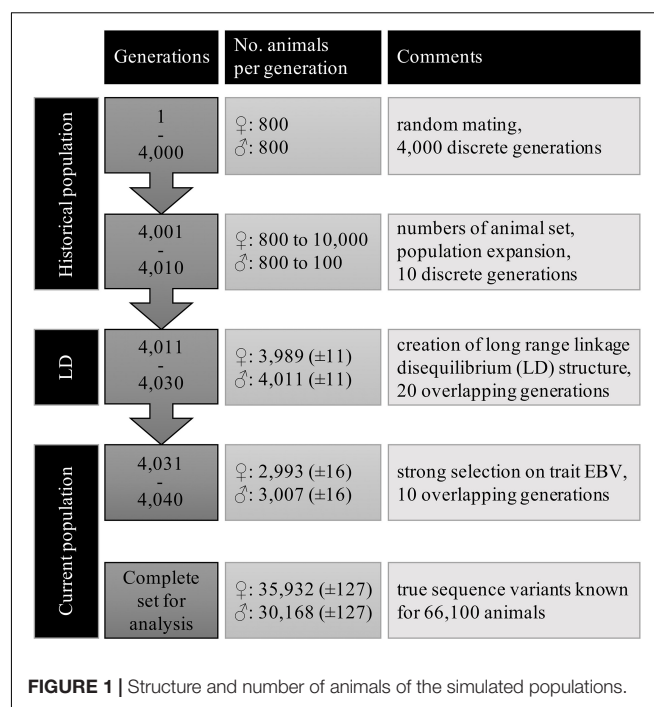 Generations
No. animals
per generation
Comments
Historical population
1
-
4,000
♀: 800
♂: 800
random mating,
4,000 discrete generations
4,001
-
4,010
♀: 800 to 10,000
♂: 800 to 100
numbers of animal set,
population expansion,
10 discrete generations
LD
4,011
-
4,030
♀: 3,989 (±11)
♂: 4,011 (±11)
creation of long range linkage
disequilibrium (LD) structure,
20 overlapping generations
Current population
4,031
-
4,040
♀: 2,993 (±16)
♂: 3,007 (±16)
strong selection on trait EBV,
10 overlapping generations
Complete
set for
analysis
♀: 35,932 (±127)
♂: 30,168 (±127)
true sequence variants known
for 66,100 animals
FIGURE 1 | Structure and number of animals of the simulated populations.